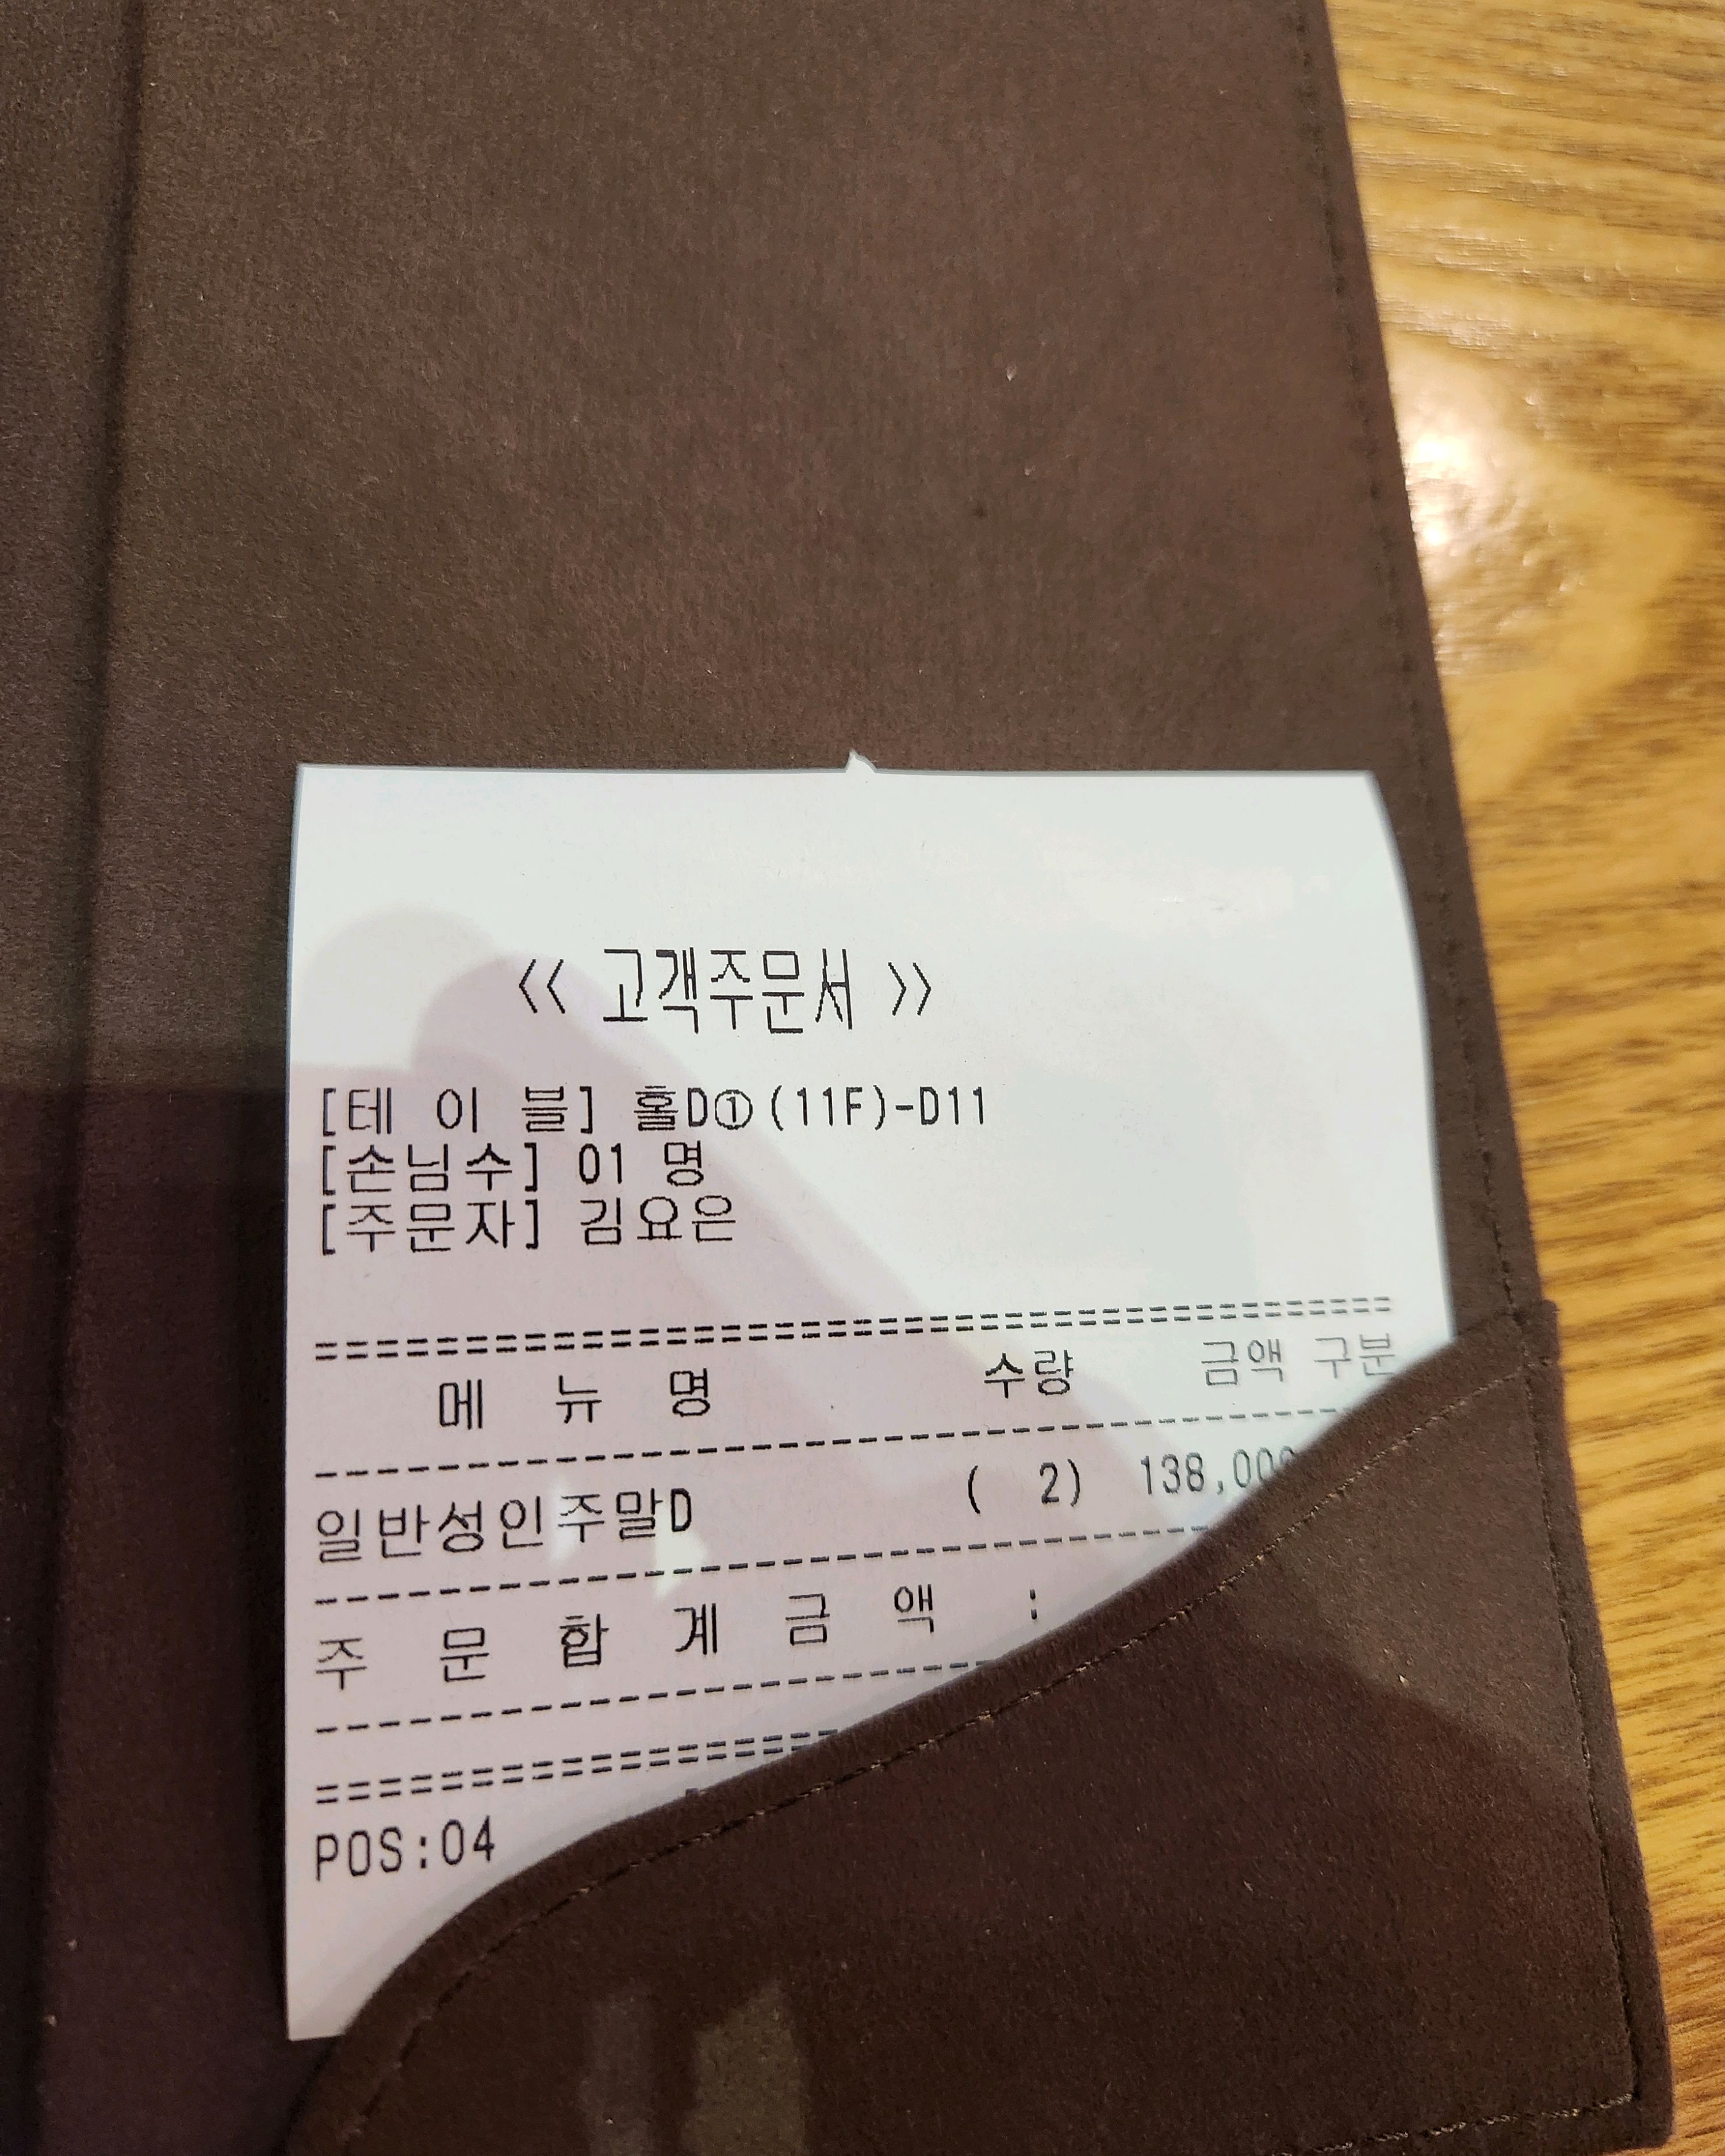 << 고객주문서 >>
[테 이 블] 홀D①(11F)-D11
[손님수] 01 명
[주문자] 김요은
==================================
메 뉴 명 수량 금액 구분
----------------------------------
일반성인주말D ( 2) 138,000
----------------------------------
주 문 합 계 금 액 :
----------------------------------
==================================
POS:04